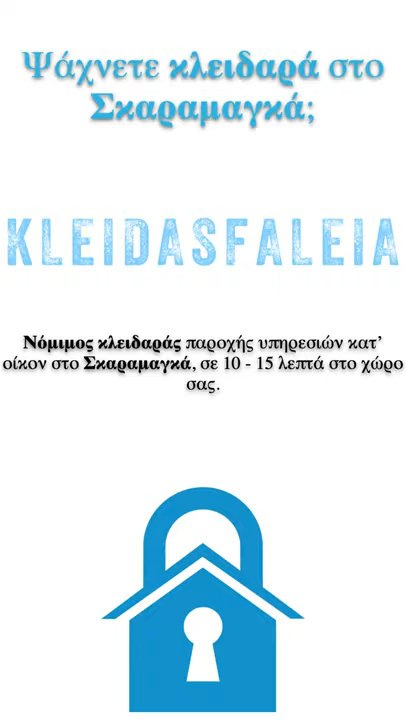 Ψάχνετε κλειδαρά στο
Σκαραμαγκά;
KLEIDASFALEIA
Νόμιμος κλειδαράς παροχής υπηρεσιών κατ’
οίκον στο Σκαραμαγκά, σε 10 - 15 λεπτά στο χώρο
σας.